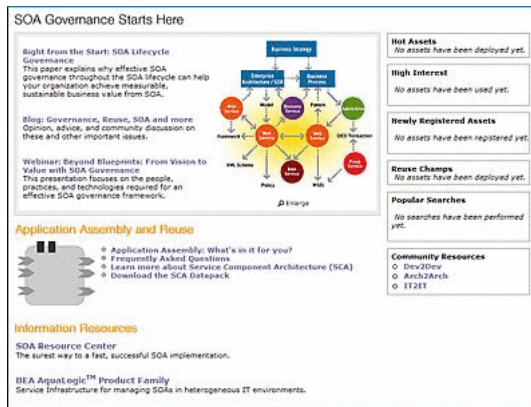 SOA Governance Starts Here
Right from the Start: SOA Lifecycle
Governance
This paper explains why effective SOA
governance throughout the SOA lifecycle can help
your organization achieve measurable,
sustainable business value from SOA.
Blog: Governance, Reuse, SOA and more
Opinion, advice, and community discussion on
these and other important issues.
Webinar: Beyond Blueprints: From Vision to
Value with SOA Governance
This presentation focuses on the people,
practices, and technologies required for an
effective SOA governance framework.
Business Strategy
Enterprise
Architecture / SOA
Business
Process
Model
Patterns
Web
Service
Business
Service
Framework
Web
Service
Web
Service
XML Schema
Data
Service
Proxy
Service
Policy
WSDL
Enlarge
Hot Assets
No assets have been deployed yet.
High Interest
No assets have been used yet.
Newly Registered Assets
No assets have been registered yet.
Reuse Champs
No assets have been deployed yet.
Popular Searches
No searches have been performed
yet.
Community Resources
Dev2Dev
Arch2Arch
IT2IT
Application Assembly and Reuse
Application Assembly: What's in it for you?
Frequently Asked Questions
Learn more about Service Component Architecture (SCA)
Download the SCA Datapack
Information Resources
SOA Resource Center
The surest way to a fast, successful SOA implementation.
BEA AquaLogic™ Product Family
Service Infrastructure for managing SOAs in heterogeneous IT environments.